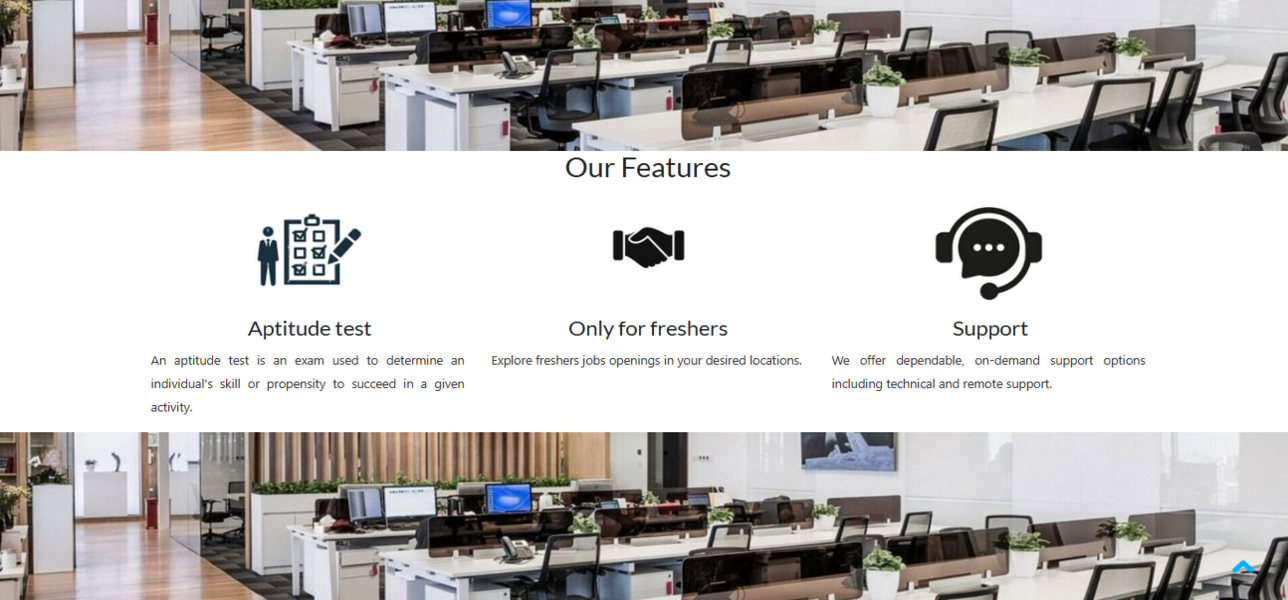 Our Features
Aptitude test
Only for freshers
Support
An aptitude test is an exam used to determine an
individual's skill or propensity to succeed in a given
activity.
Explore freshers jobs openings in your desired locations.
We offer dependable, on-demand support options
including technical and remote support.